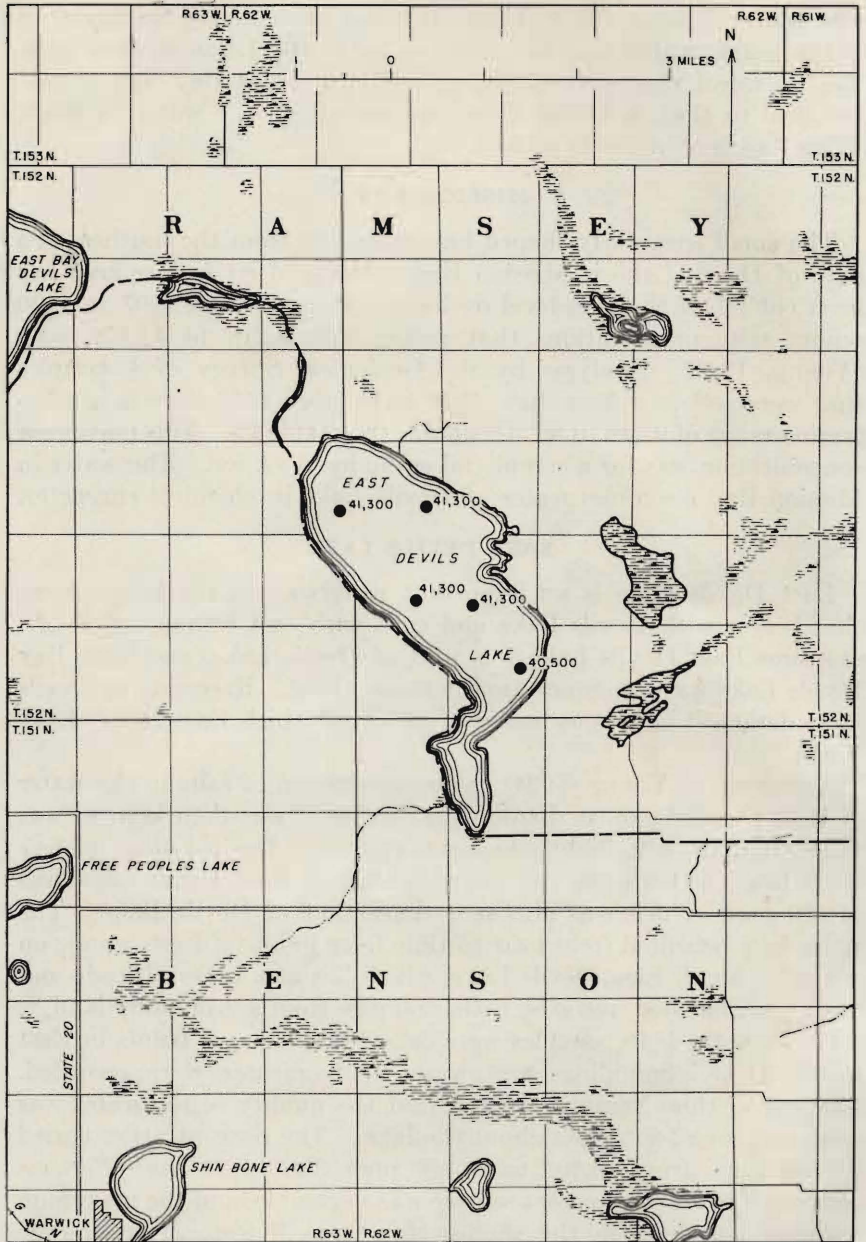 R.63 W. R.62 W.
R.62 W. R.61 W.
N
1 0 3 MILES
T.153 N. T.153 N.
T.152 N. T.152 N.
R A M S E Y
EAST BAY
DEVILS
LAKE
EAST
41,300 41,300
DEVILS
41,300 41,300
LAKE 40,500
T.152 N. T.152 N.
T.151 N. T.151 N.
FREE PEOPLES LAKE
B E N S O N
STATE 20
SHIN BONE LAKE
G N
WARWICK
R.63 W. R.62 W.